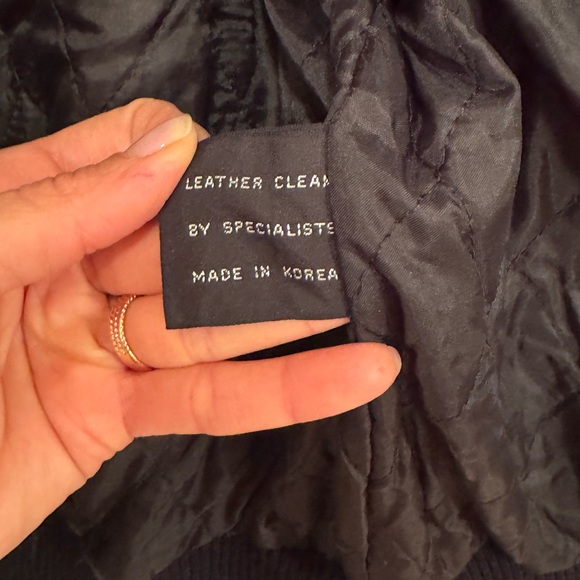 LEATHER CLEAN
BY SPECIALISTS
MADE IN KOREA